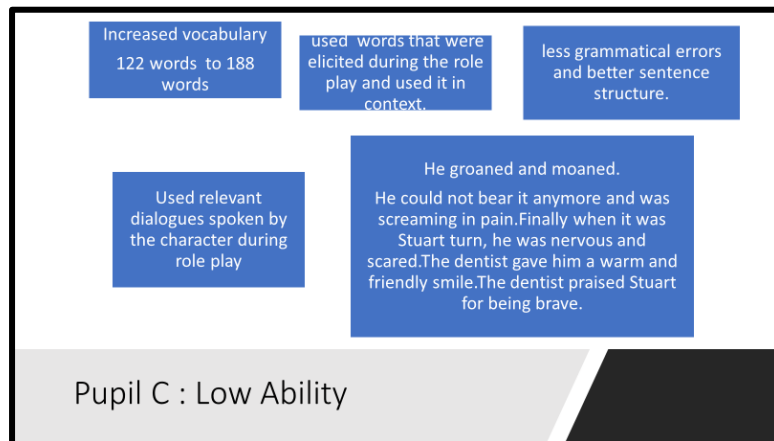 Increased vocabulary
122 words to 188
words
used words that were
elicited during the role
play and used it in
context.
less grammatical errors
and better sentence
structure.
Used relevant
dialogues spoken by
the character during
role play
He groaned and moaned.
He could not bear it anymore and was
screaming in pain.Finally when it was
Stuart turn, he was nervous and
scared.The dentist gave him a warm and
friendly smile.The dentist praised Stuart
for being brave.
Pupil C : Low Ability